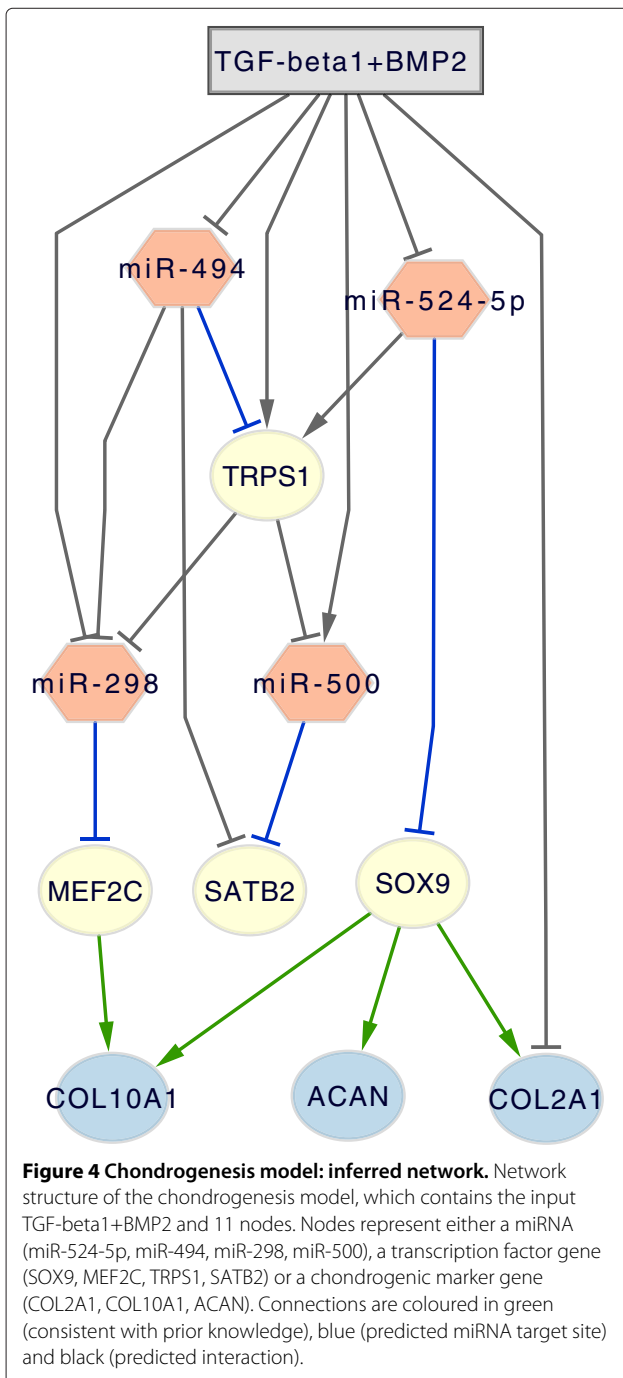 TGF-beta1+BMP2
miR-494
miR-524-5p
TRPS1
miR-298
miR-500
MEF2C
SATB2
SOX9
COL10A1
ACAN
COL2A1
Figure 4 Chondrogenesis model: inferred network. Network
structure of the chondrogenesis model, which contains the input
TGF-beta1+BMP2 and 11 nodes. Nodes represent either a miRNA
(miR-524-5p, miR-494, miR-298, miR-500), a transcription factor gene
(SOX9, MEF2C, TRPS1, SATB2) or a chondrogenic marker gene
(COL2A1, COL10A1, ACAN). Connections are coloured in green
(consistent with prior knowledge), blue (predicted miRNA target site)
and black (predicted interaction).